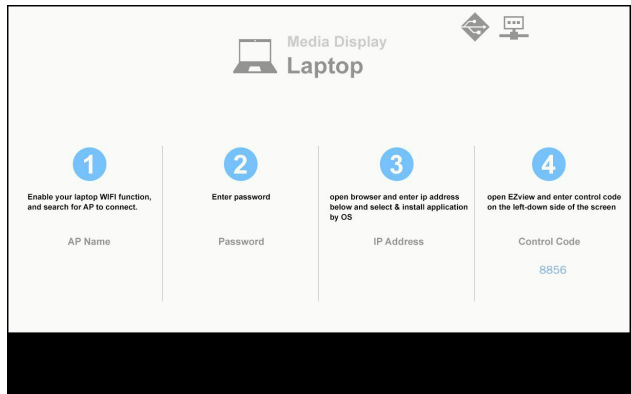 Media Display
Laptop
1
Enable your laptop WIFI function,
and search for AP to connect.
AP Name
2
Enter password
Password
3
open browser and enter ip address
below and select & install application
by OS
IP Address
4
open EZview and enter control code
on the left-down side of the screen
Control Code
8856